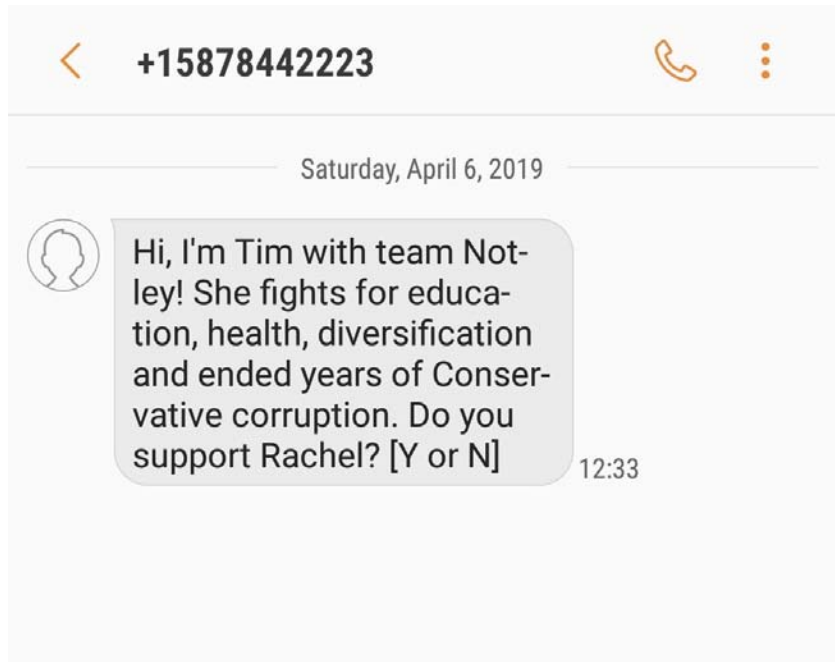 +15878442223
Saturday, April 6, 2019
Hi, I'm Tim with team Not-
ley! She fights for educa-
tion, health, diversification
and ended years of Conser-
vative corruption. Do you
support Rachel? [Y or N]
12:33